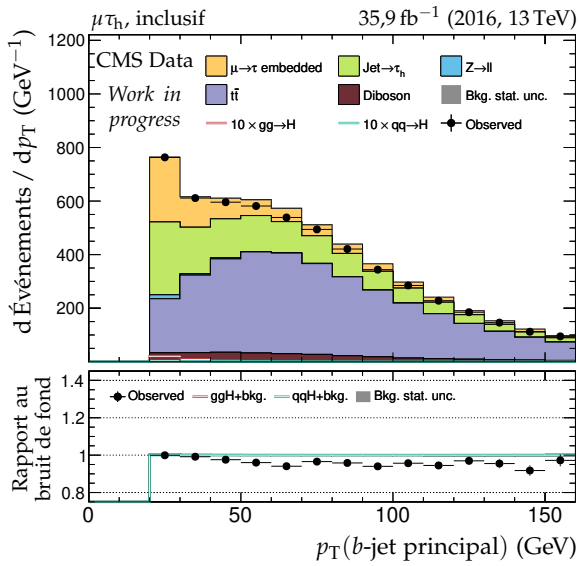 μτh, inclusif 35,9 fb−1 (2016, 13 TeV)
d Événements / dpT (GeV−1)
1200
1000
800
600
400
200
CMS Data
Work in
progress
μ→τ embedded Jet→τh Z→ll
tt̄ Diboson Bkg. stat. unc.
10 × gg→H 10 × qq→H Observed
Rapport au
bruit de fond
1.4
1.2
1
0.8
Observed ggH+bkg. qqH+bkg. Bkg. stat. unc.
0 50 100 150
pT(b-jet principal) (GeV)